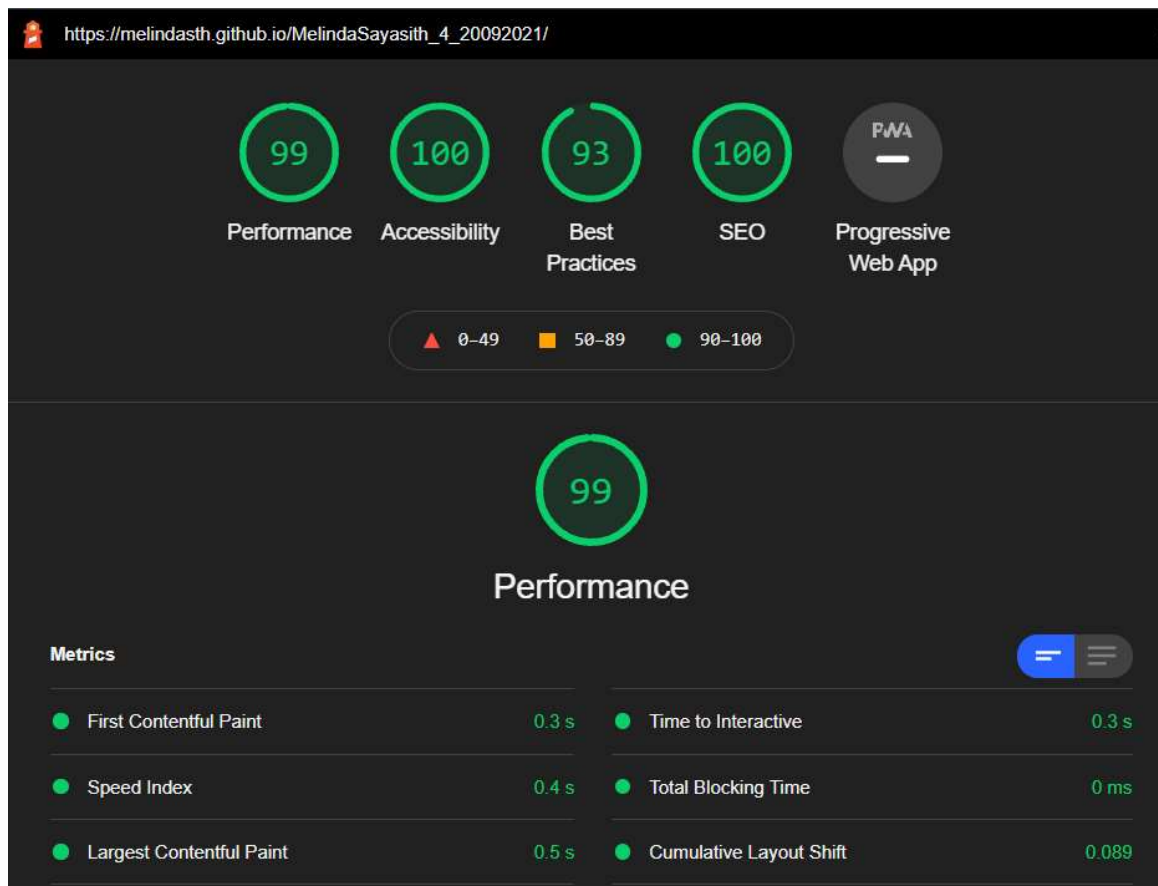 https://melindasth.github.io/MelindaSayasith_4_20092021/
99
100
93
100
PWA
Performance
Accessibility
Best
Practices
SEO
Progressive
Web App
0–49
50–89
90–100
99
Performance
Metrics
First Contentful Paint 0.3 s
Time to Interactive 0.3 s
Speed Index 0.4 s
Total Blocking Time 0 ms
Largest Contentful Paint 0.5 s
Cumulative Layout Shift 0.089